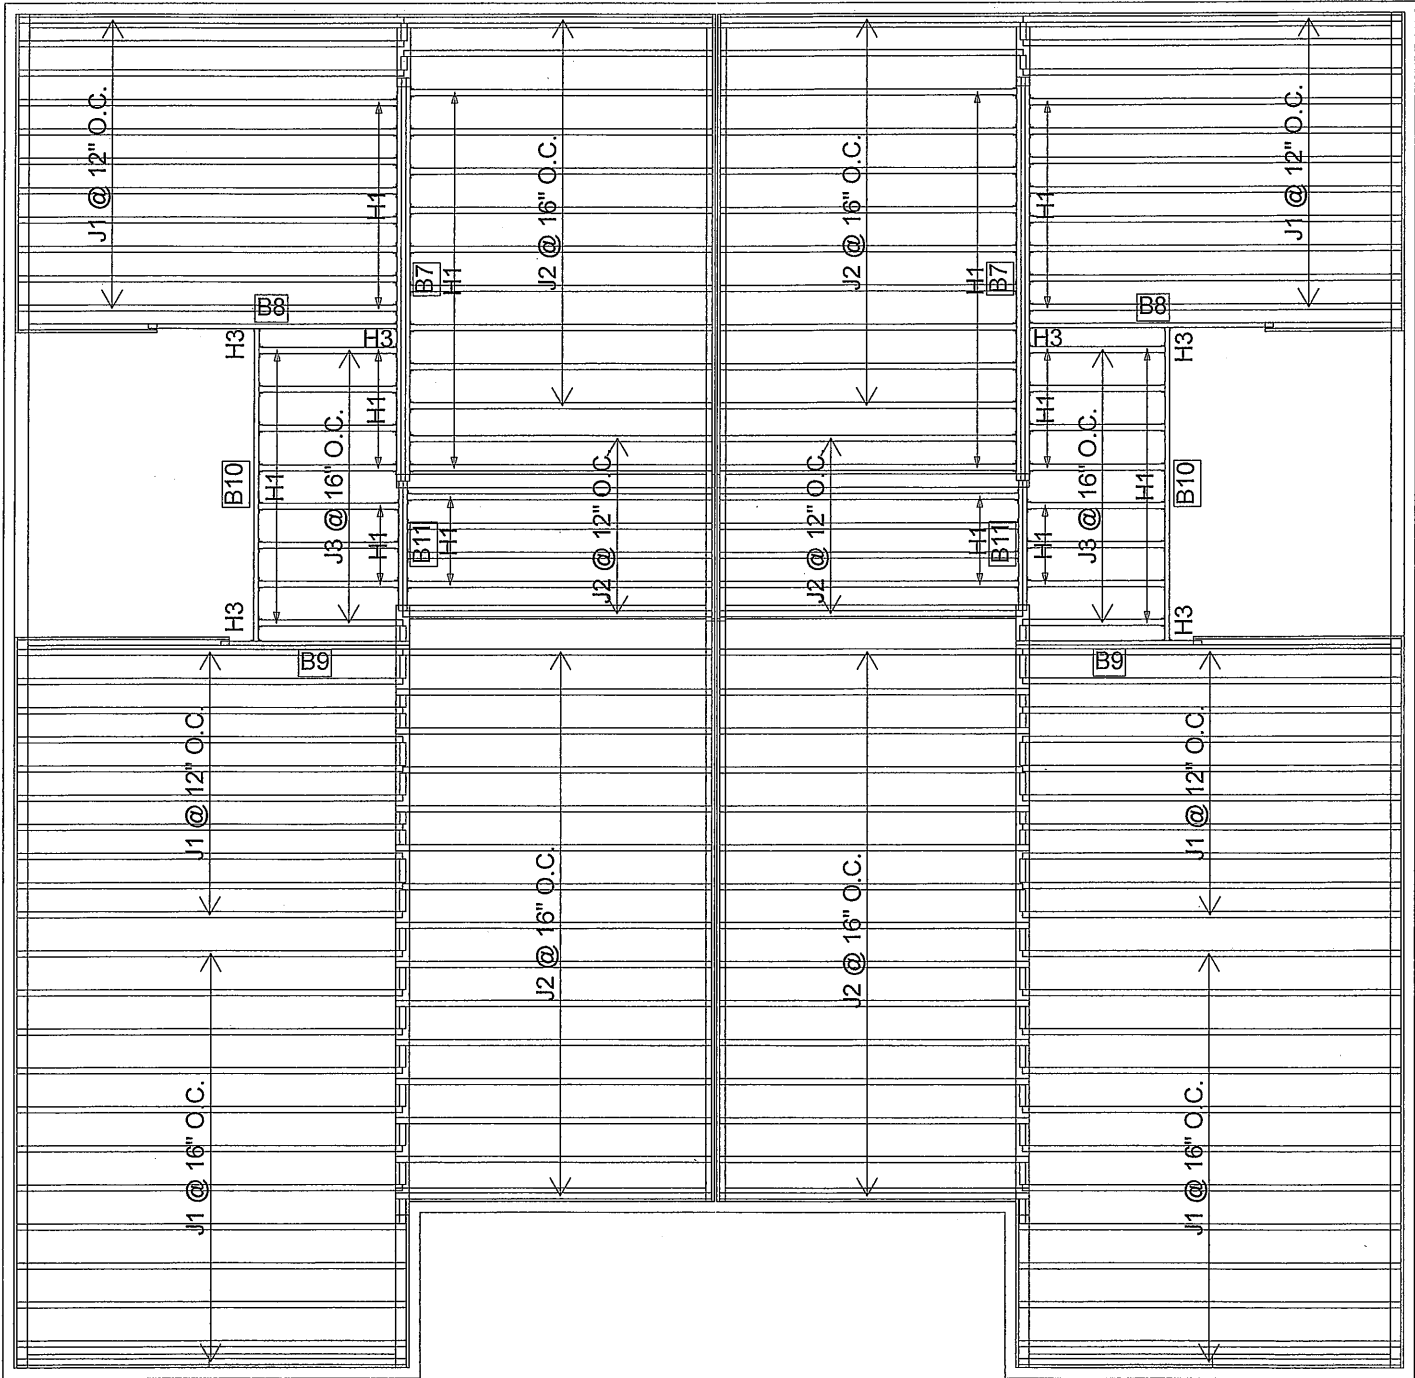 J1 @ 12" O.C.
H1
B8
J2 @ 16" O.C.
B7
H1
J2 @ 16" O.C.
H1
B7
H1
B8
J1 @ 12" O.C.
H3
H3
H1
B10
H1
J3 @ 16" O.C.
H1
B11
H1
J2 @ 12" O.C.
J2 @ 12" O.C.
H1
B11
H3
H3
H1
H1
J3 @ 16" O.C.
H1
B10
H3
H3
B9
B9
J1 @ 12" O.C.
J2 @ 16" O.C.
J2 @ 16" O.C.
J1 @ 12" O.C.
J1 @ 16" O.C.
J1 @ 16" O.C.